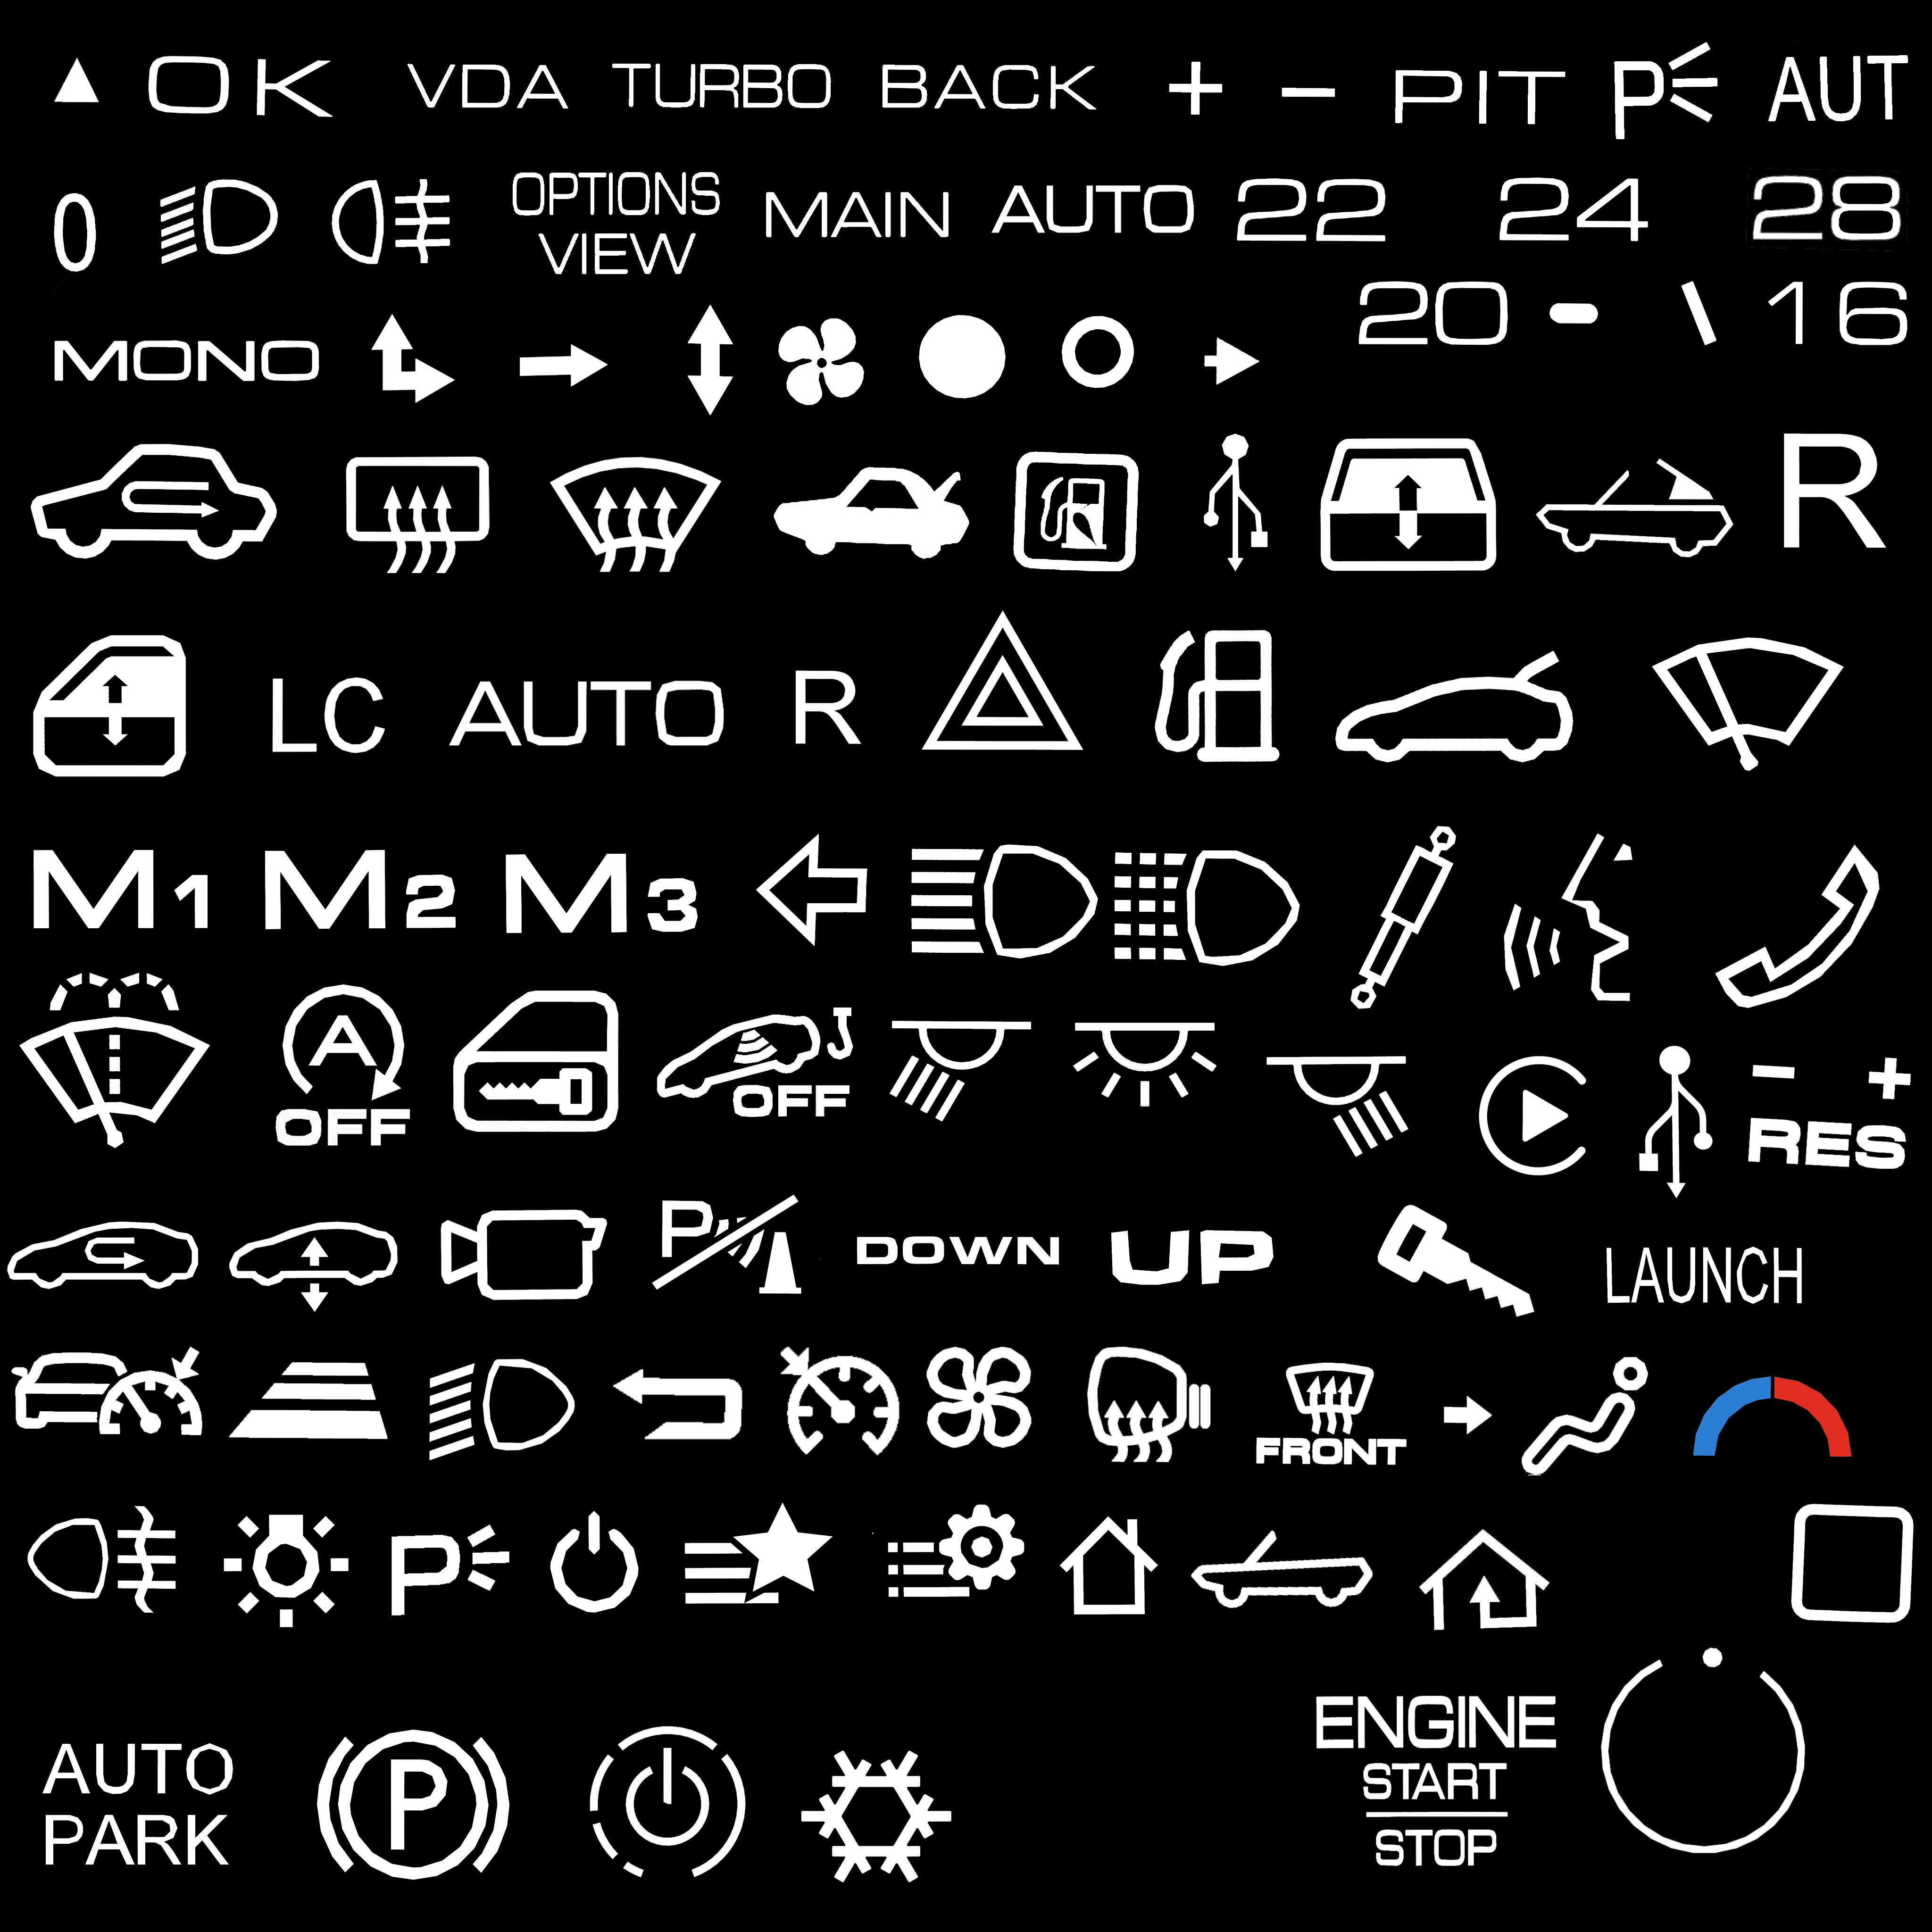 OK VDA TURBO BACK + − PIT P AUT
0 OPTIONS VIEW MAIN AUTO 22 24 28
20 - \ 16
MONO
R
LC AUTO R
M1 M2 M3
A OFF OFF − + RES
P DOWN UP LAUNCH
FRONT
P
AUTO
PARK
P
ENGINE
START
STOP